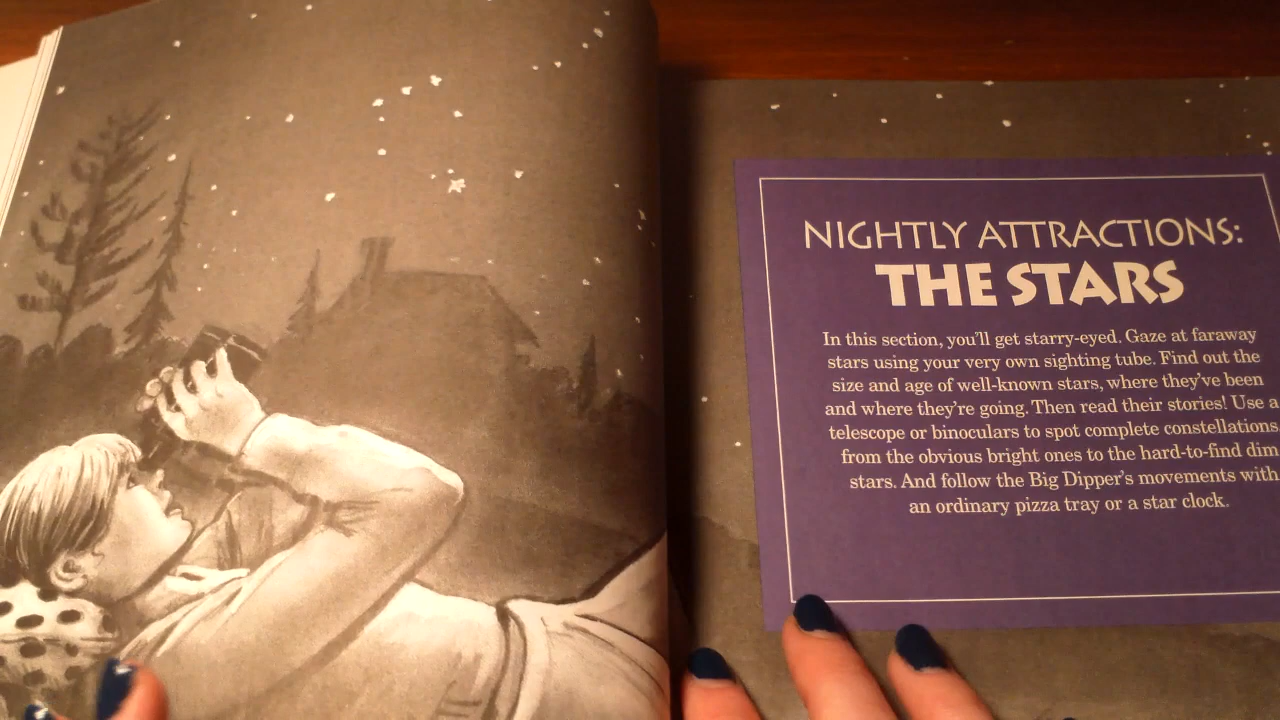 NIGHTLY ATTRACTIONS:
THE STARS
In this section, you'll get starry-eyed. Gaze at faraway
stars using your very own sighting tube. Find out the
size and age of well-known stars, where they've been
and where they're going. Then read their stories! Use a
telescope or binoculars to spot complete constellations,
from the obvious bright ones to the hard-to-find dim
stars. And follow the Big Dipper's movements with
an ordinary pizza tray or a star clock.